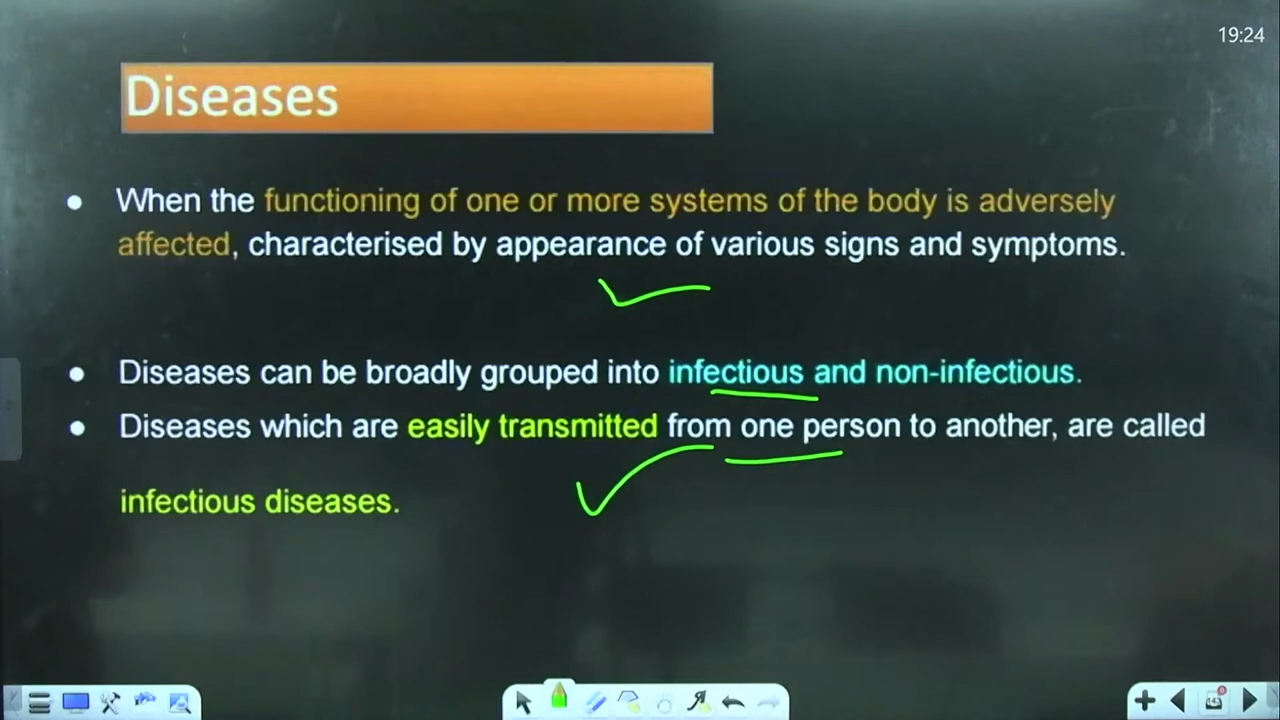 19:24
Diseases
● When the functioning of one or more systems of the body is adversely
affected, characterised by appearance of various signs and symptoms.
● Diseases can be broadly grouped into infectious and non-infectious.
● Diseases which are easily transmitted from one person to another, are called
infectious diseases.